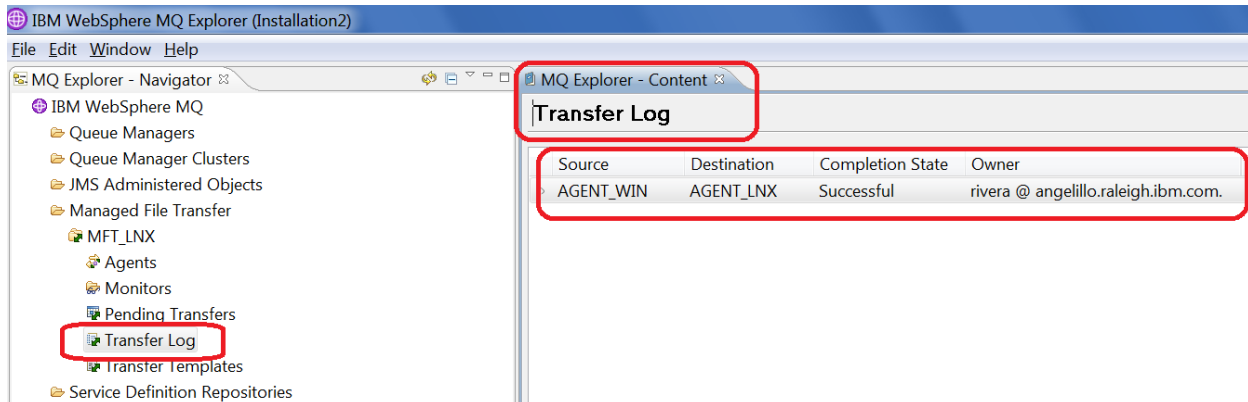 IBM WebSphere MQ Explorer (Installation2)
File Edit Window Help
MQ Explorer - Navigator
IBM WebSphere MQ
Queue Managers
Queue Manager Clusters
JMS Administered Objects
Managed File Transfer
MFT_LNX
Agents
Monitors
Pending Transfers
Transfer Log
Transfer Templates
Service Definition Repositories
MQ Explorer - Content
Transfer Log
Source Destination Completion State Owner
AGENT_WIN AGENT_LNX Successful rivera @ angelillo.raleigh.ibm.com.